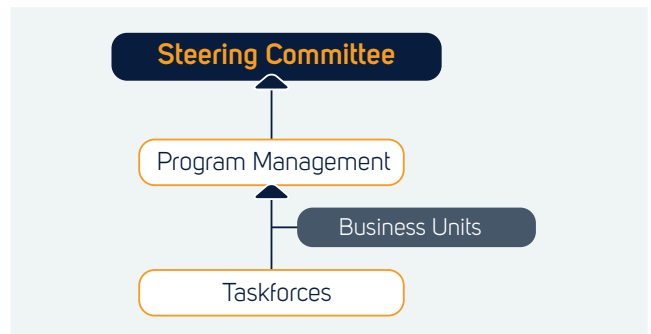 Steering Committee
Program Management
Business Units
Taskforces